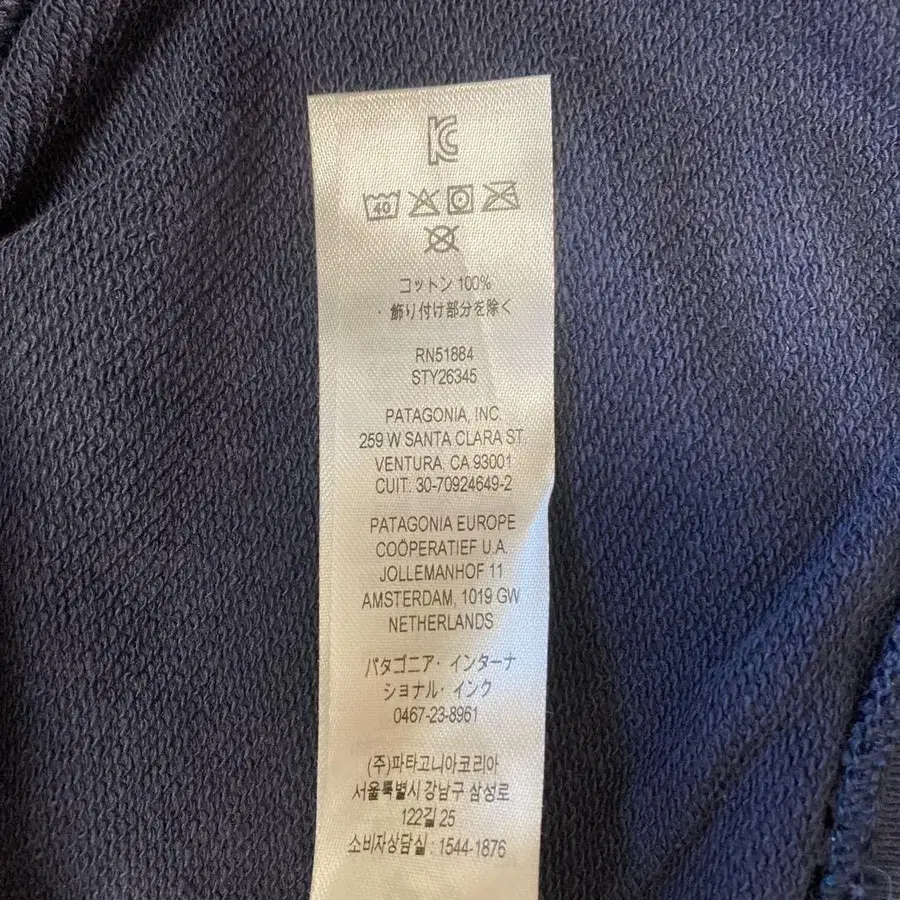 KC
40
コットン 100%
・飾り付け部分を除く
RN51884
STY26345
PATAGONIA, INC.
259 W SANTA CLARA ST.
VENTURA, CA 93001
CUIT: 30-70924649-2
PATAGONIA EUROPE
COÖPERATIEF U.A.
JOLLEMANHOF 11
AMSTERDAM, 1019 GW
NETHERLANDS
パタゴニア・インターナ
ショナル・インク
0467-23-8961
(주)파타고니아코리아
서울특별시 강남구 삼성로
122길 25
소비자상담실 : 1544-1876